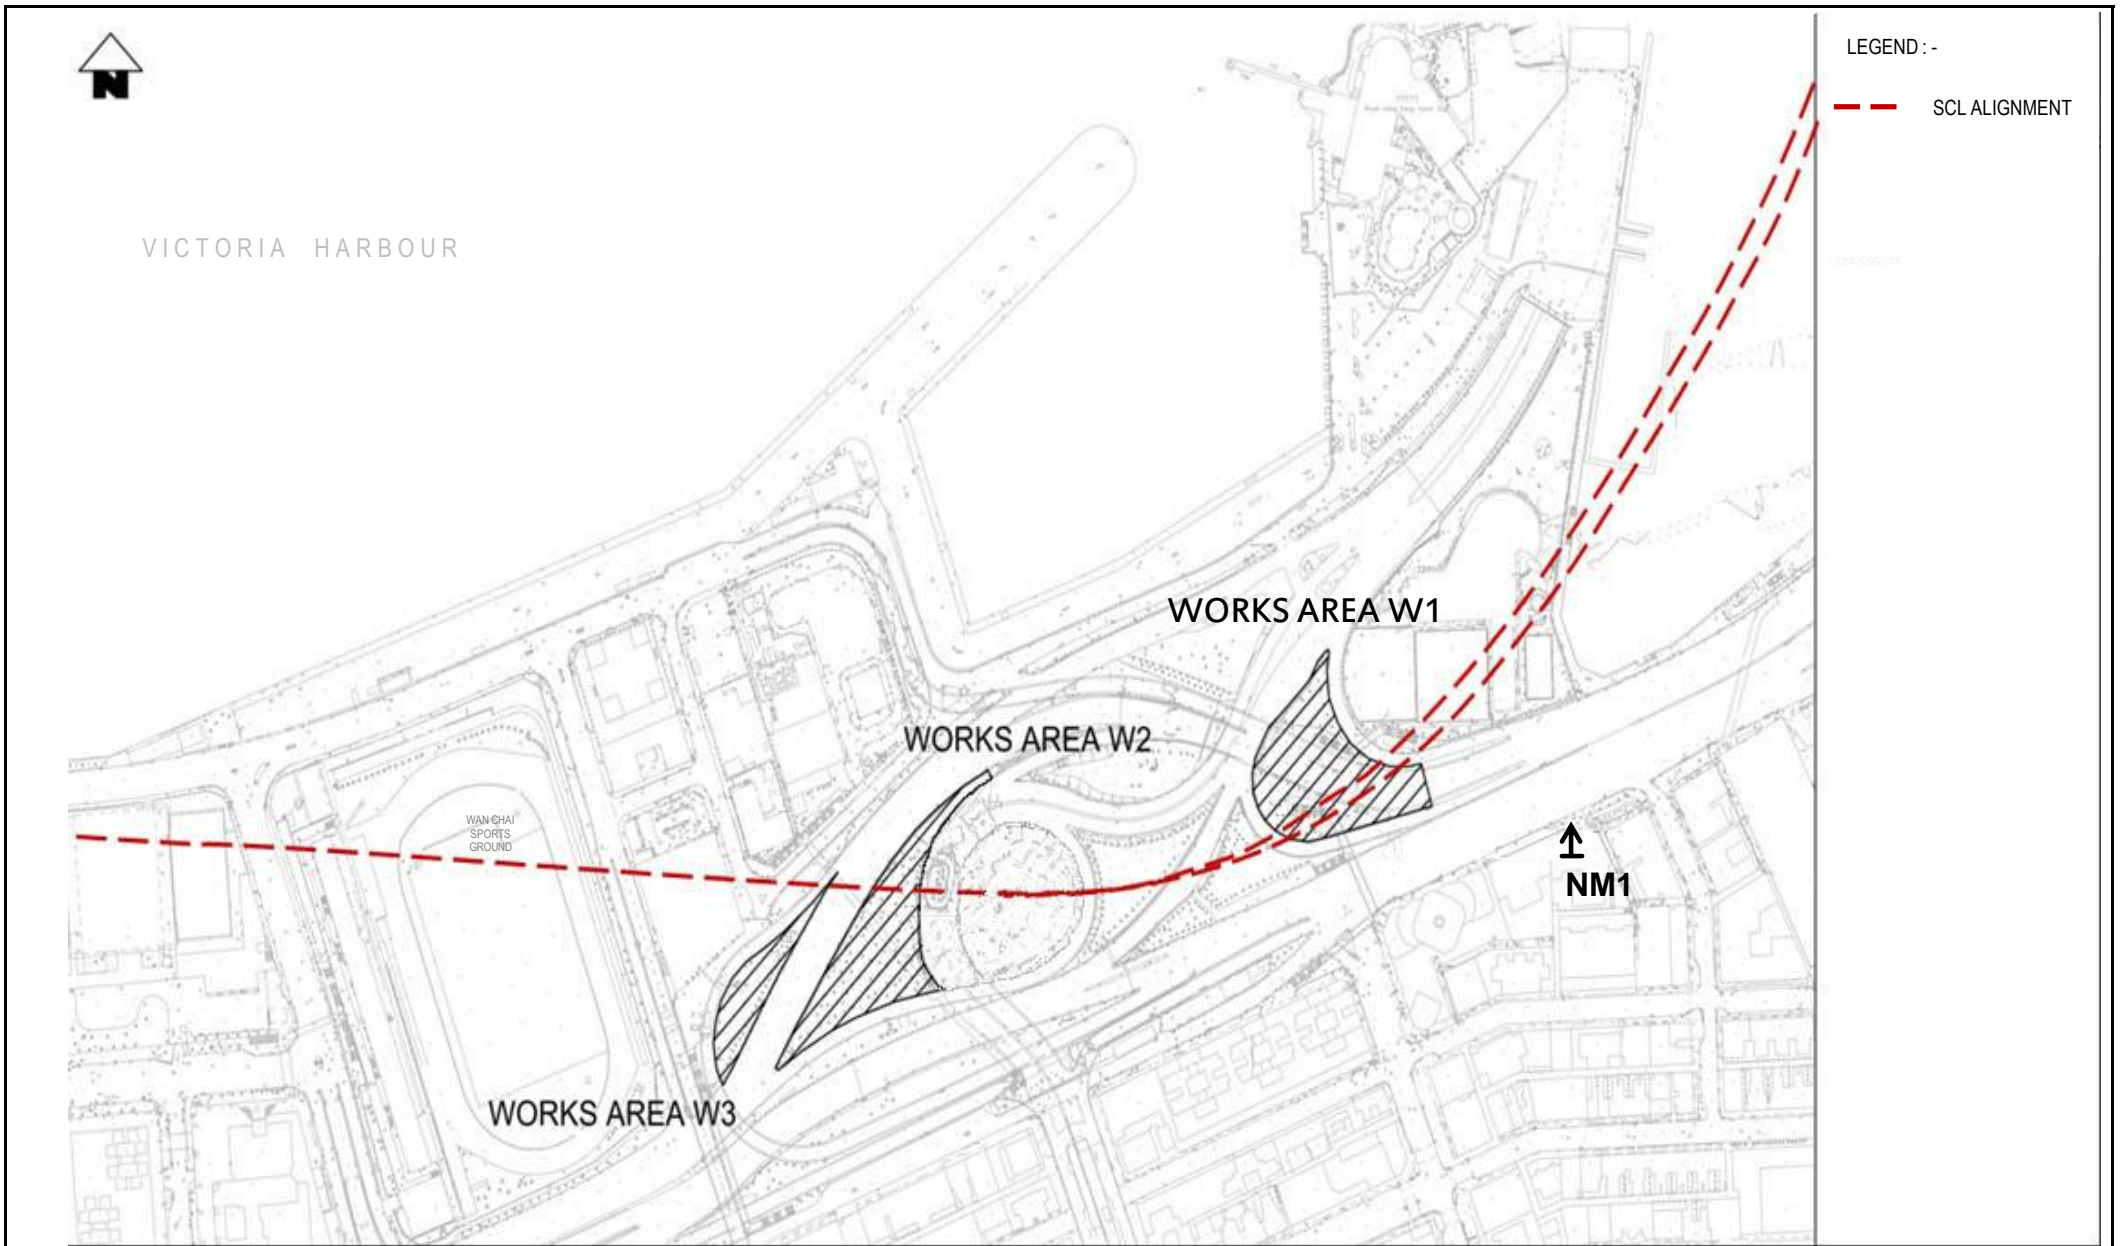 N
LEGEND : -
SCL ALIGNMENT
VICTORIA HARBOUR
WORKS AREA W1
WORKS AREA W2
WAN CHAI
SPORTS
GROUND
NM1
WORKS AREA W3